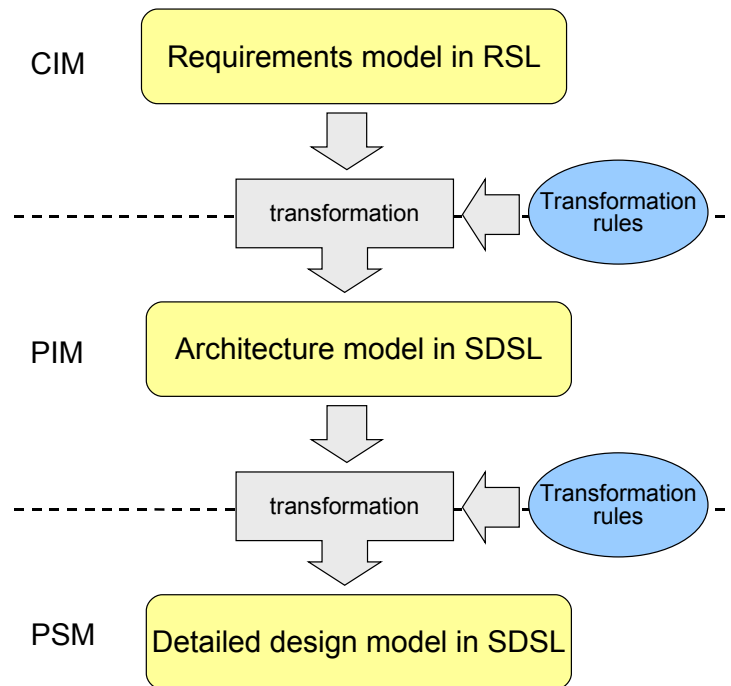 CIM
Requirements model in RSL
transformation
Transformation
rules
PIM
Architecture model in SDSL
transformation
Transformation
rules
PSM
Detailed design model in SDSL